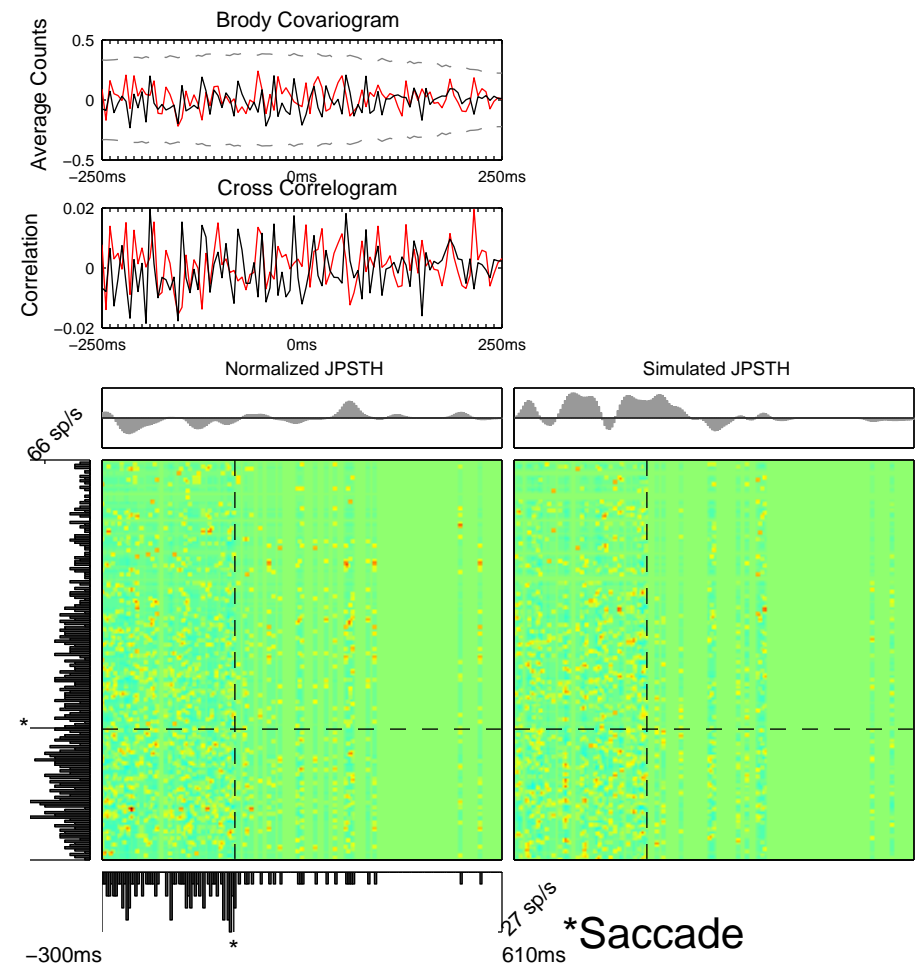 Brody Covariogram
Average Counts
0.5
0
−0.5
−250ms
0ms
250ms
Cross Correlogram
Correlation
0.02
0
−0.02
−250ms
0ms
250ms
Normalized JPSTH
Simulated JPSTH
66 sp/s
*
27 sp/s
*
*Saccade
−300ms
610ms